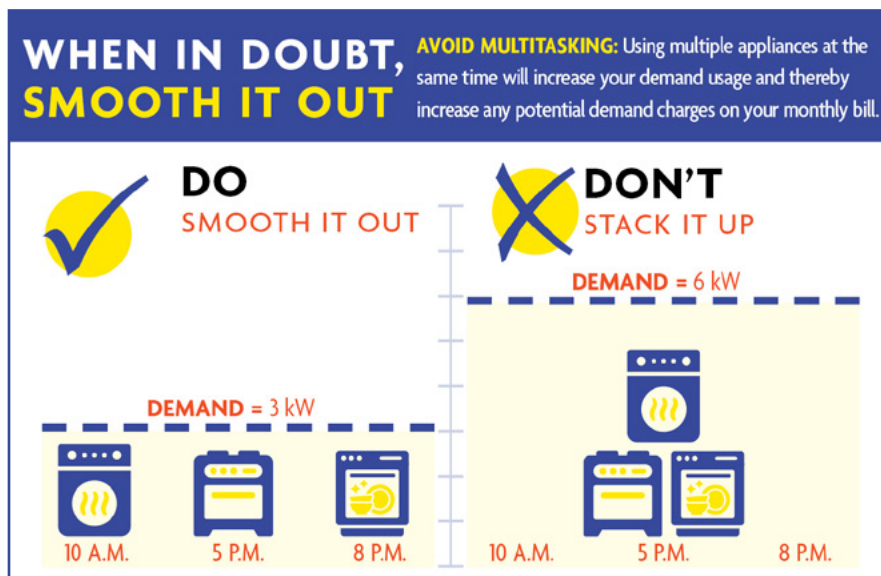 WHEN IN DOUBT,
SMOOTH IT OUT
AVOID MULTITASKING: Using multiple appliances at the
same time will increase your demand usage and thereby
increase any potential demand charges on your monthly bill.
DO
SMOOTH IT OUT
DEMAND = 3 kW
10 A.M. 5 P.M. 8 P.M.
DON'T
STACK IT UP
DEMAND = 6 kW
10 A.M. 5 P.M. 8 P.M.